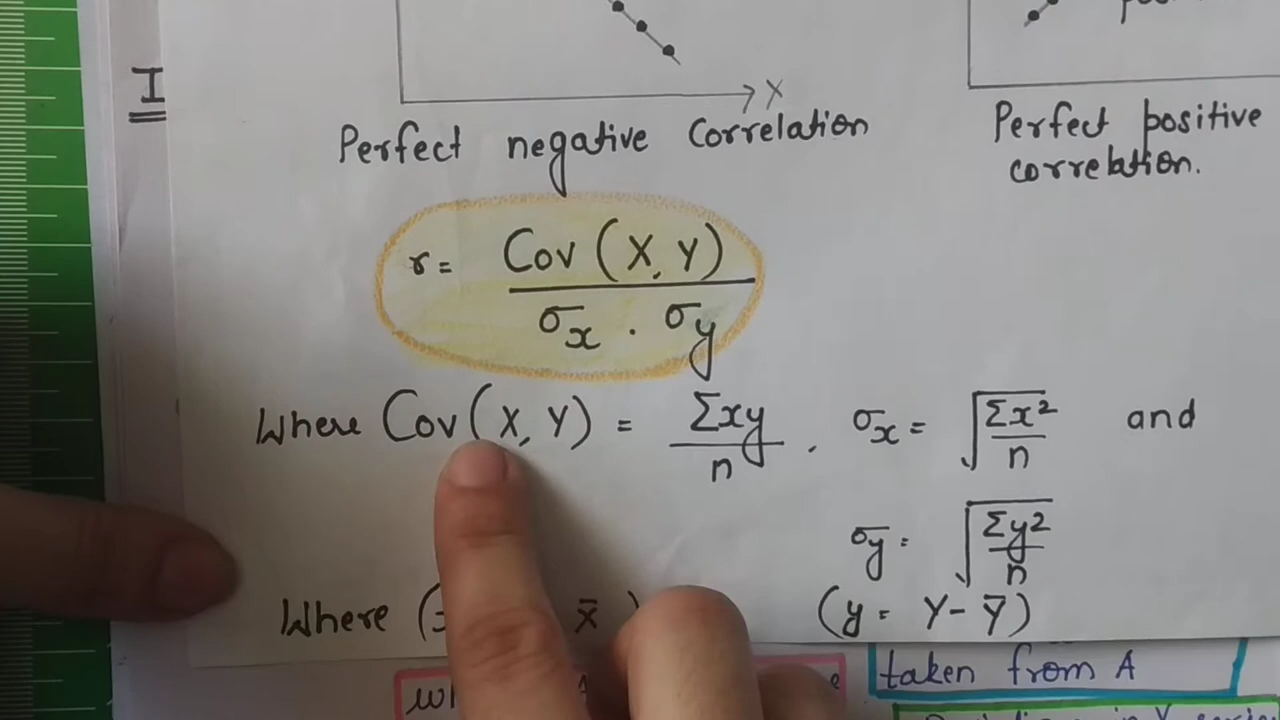 I
X
Perfect negative Correlation
Perfect positive
correlation.
r = Cov (X, Y)
σx . σy
Where Cov (X, Y) = Σxy / n . σx = √Σx² / n and
σy = √Σy² / n
Where ( x̄ ) (y = Y - Ȳ)
taken from A